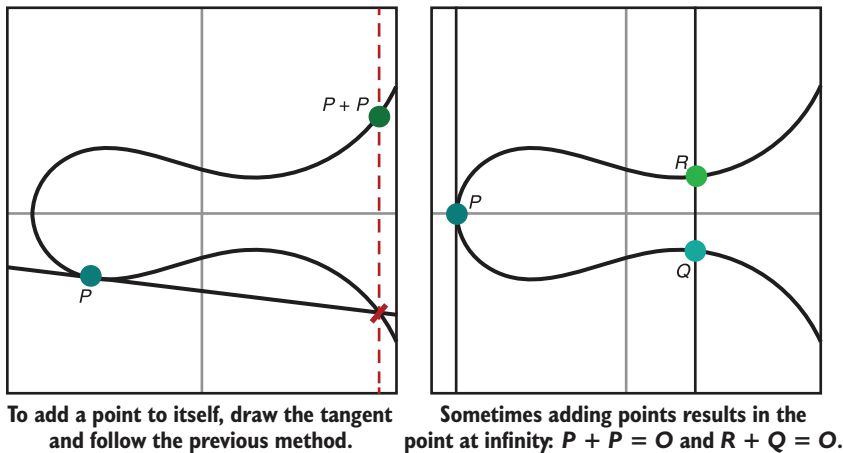 P + P
P
To add a point to itself, draw the tangent
and follow the previous method.
P
R
Q
Sometimes adding points results in the
point at infinity: P + P = O and R + Q = O.